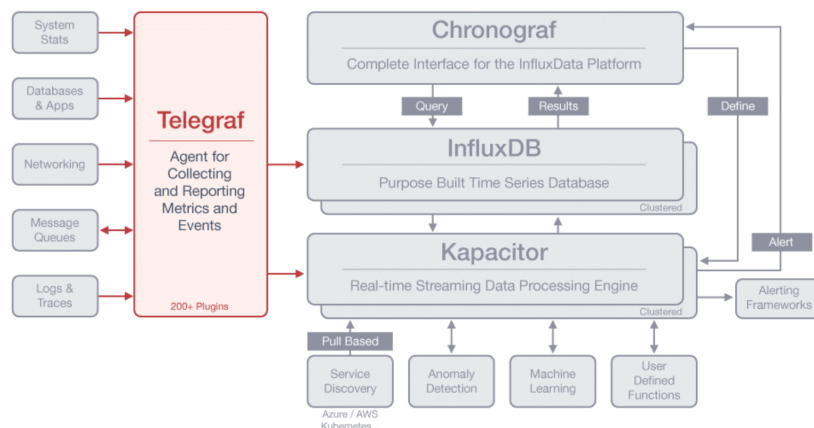 System
Stats
Databases
& Apps
Networking
Message
Queues
Logs &
Traces
Telegraf
Agent for
Collecting
and Reporting
Metrics and
Events
200+ Plugins
Chronograf
Complete Interface for the InfluxData Platform
Query
Results
Define
InfluxDB
Purpose Built Time Series Database
Clustered
Kapacitor
Real-time Streaming Data Processing Engine
Clustered
Alert
Alerting
Frameworks
Pull Based
Service
Discovery
Azure / AWS
Kubernetes
Anomaly
Detection
Machine
Learning
User
Defined
Functions